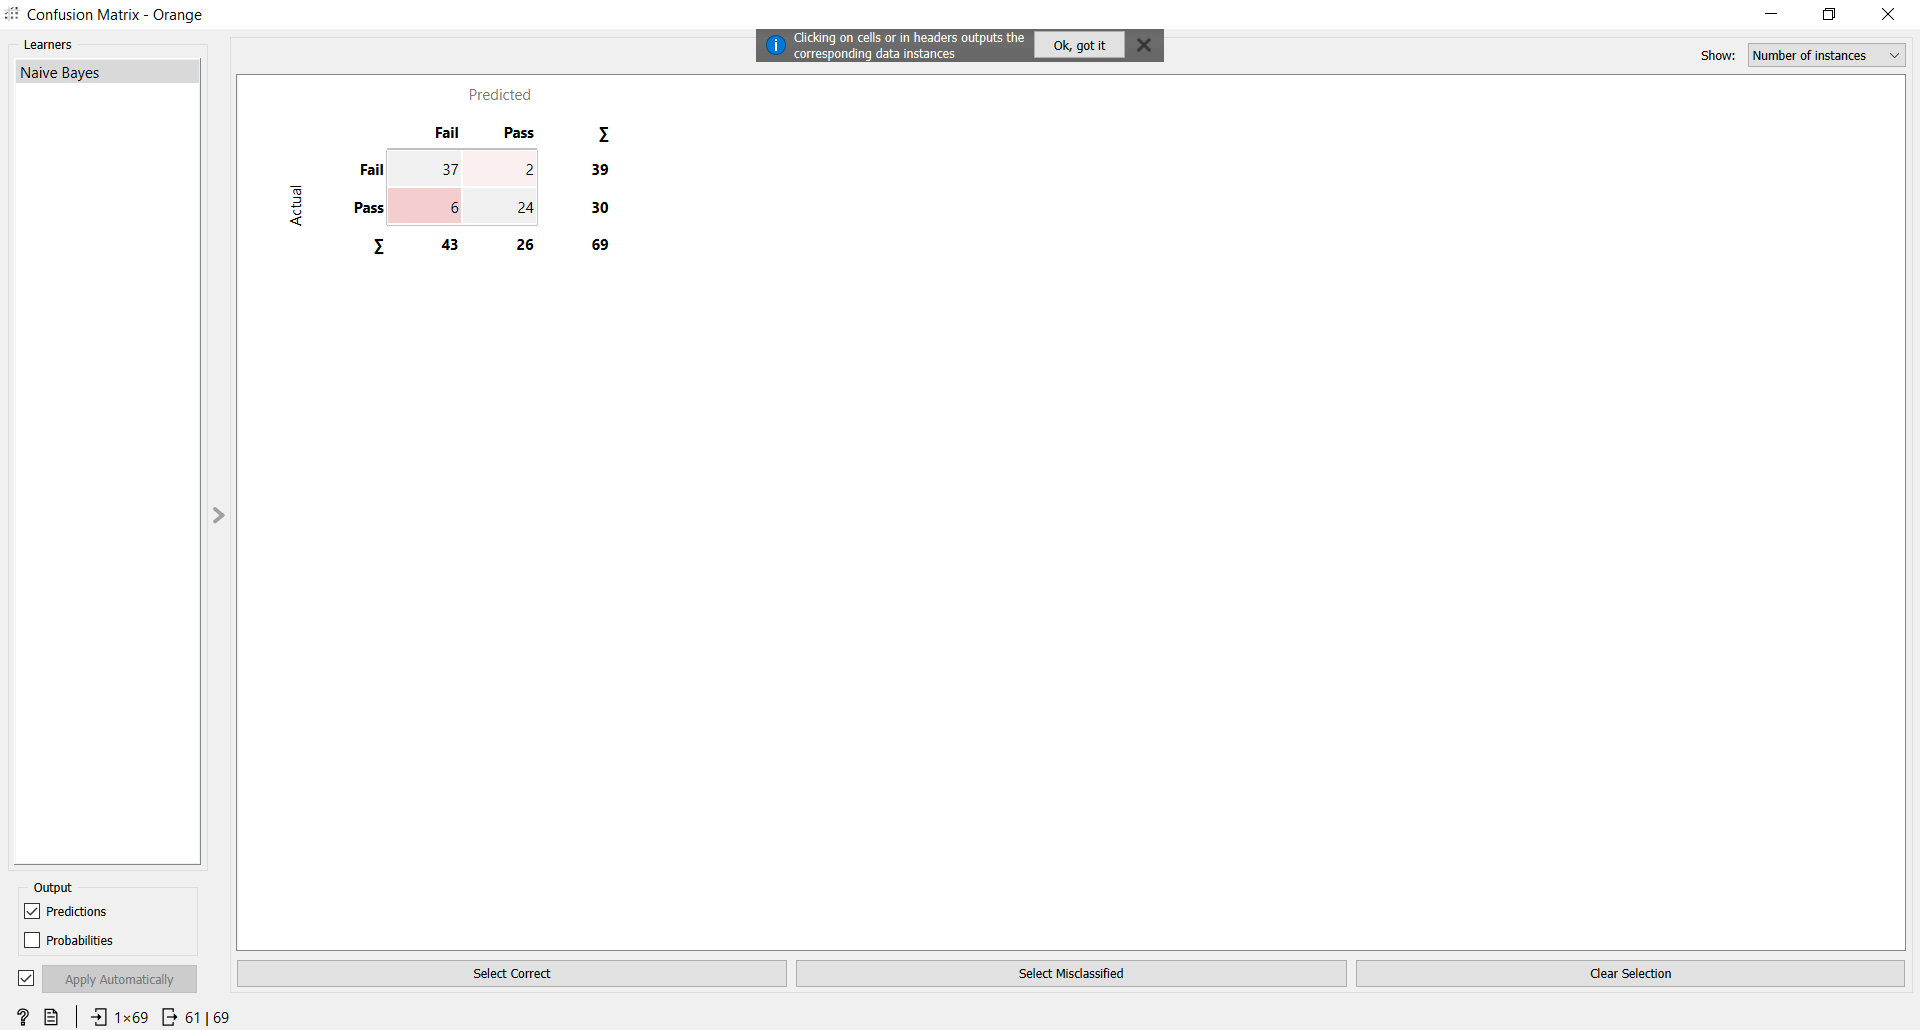 Confusion Matrix - Orange
Learners
Naive Bayes
Clicking on cells or in headers outputs the
corresponding data instances
Ok, got it
Show: Number of instances
Predicted
Fail Pass ∑
Actual
Fail 37 2 39
Pass 6 24 30
∑ 43 26 69
Output
Predictions
Probabilities
Apply Automatically
Select Correct Select Misclassified Clear Selection
? 1×69 61 | 69